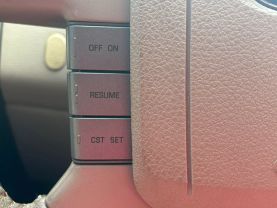 OFF ON
RESUME
CST SET